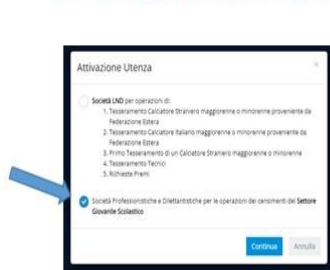 Attivazione Utenza ×
Società LND per operazioni di:
1. Tesseramento Calciatore Straniero maggiorenne o minorenne proveniente da
Federazione Estera
2. Tesseramento Calciatore Italiano maggiorenne o minorenne proveniente da
Federazione Estera
3. Primo Tesseramento di un Calciatore Straniero maggiorenne o minorenne
4. Tesseramento Tecnici
5. Richieste Premi
Società Professionistiche e Dilettantistiche per le operazioni dei censimenti del Settore
Giovanile Scolastico
Continua Annulla